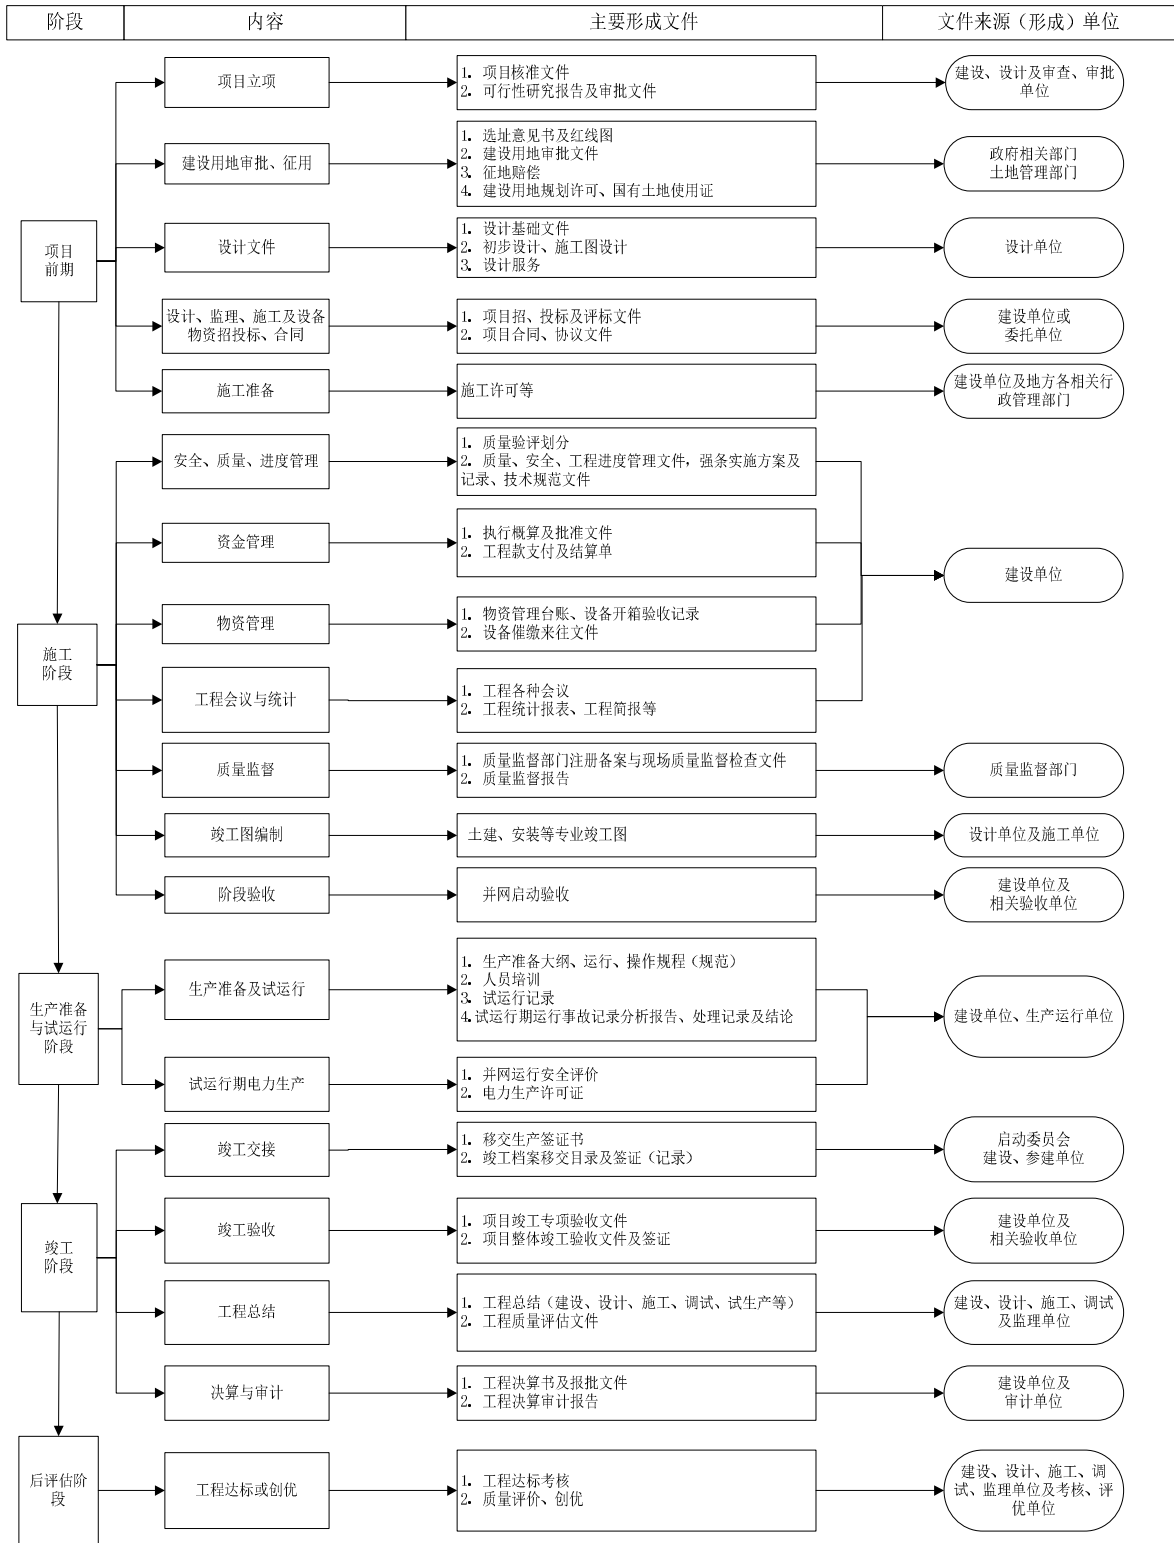 阶段
内容
主要形成文件
文件来源（形成）单位
项目
前期
项目立项
1. 项目核准文件
2. 可行性研究报告及审批文件
建设、设计及审查、审批
单位
建设用地审批、征用
1. 选址意见书及红线图
2. 建设用地审批文件
3. 征地赔偿
4. 建设用地规划许可、国有土地使用证
政府相关部门
土地管理部门
设计文件
1. 设计基础文件
2. 初步设计、施工图设计
3. 设计服务
设计单位
设计、监理、施工及设备
物资招投标、合同
1. 项目招、投标及评标文件
2. 项目合同、协议文件
建设单位或
委托单位
施工准备
施工许可等
建设单位及地方各相关行
政管理部门
施工
阶段
安全、质量、进度管理
1. 质量验评划分
2. 质量、安全、工程进度管理文件，强条实施方案及
记录、技术规范文件
资金管理
1. 执行概算及批准文件
2. 工程款支付及结算单
建设单位
物资管理
1. 物资管理台账、设备开箱验收记录
2. 设备催缴来往文件
工程会议与统计
1. 工程各种会议
2. 工程统计报表、工程简报等
质量监督
1. 质量监督部门注册备案与现场质量监督检查文件
2. 质量监督报告
质量监督部门
竣工图编制
土建、安装等专业竣工图
设计单位及施工单位
阶段验收
并网启动验收
建设单位及
相关验收单位
生产准备
与试运行
阶段
生产准备及试运行
1. 生产准备大纲、运行、操作规程（规范）
2. 人员培训
3. 试运行记录
4.试运行期运行事故记录分析报告、处理记录及结论
建设单位、生产运行单位
试运行期电力生产
1. 并网运行安全评价
2. 电力生产许可证
竣工
阶段
竣工交接
1. 移交生产签证书
2. 竣工档案移交目录及签证（记录）
启动委员会
建设、参建单位
竣工验收
1. 项目竣工专项验收文件
2. 项目整体竣工验收文件及签证
建设单位及
相关验收单位
工程总结
1. 工程总结（建设、设计、施工、调试、试生产等）
2. 工程质量评估文件
建设、设计、施工、调试
及监理单位
决算与审计
1. 工程决算书及报批文件
2. 工程决算审计报告
建设单位及
审计单位
后评估阶
段
工程达标或创优
1. 工程达标考核
2. 质量评价、创优
建设、设计、施工、调
试、监理单位及考核、评
优单位